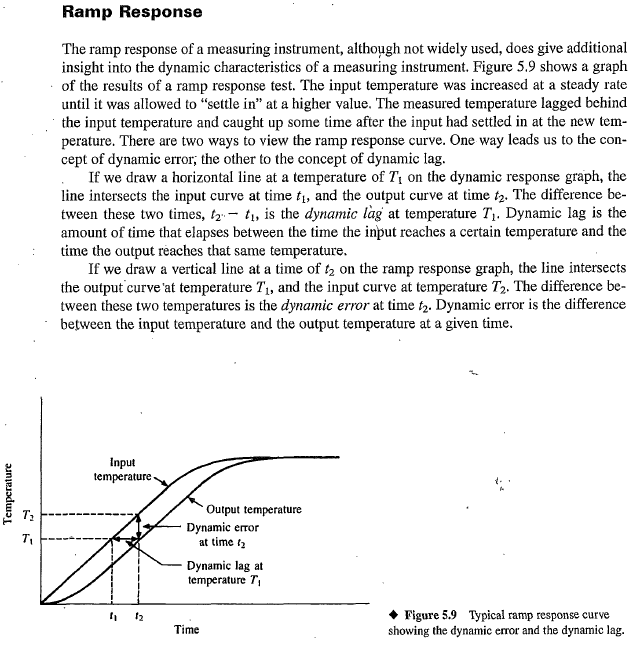 Ramp Response
The ramp response of a measuring instrument, although not widely used, does give additional
insight into the dynamic characteristics of a measuring instrument. Figure 5.9 shows a graph
of the results of a ramp response test. The input temperature was increased at a steady rate
until it was allowed to “settle in” at a higher value. The measured temperature lagged behind
the input temperature and caught up some time after the input had settled in at the new tem-
perature. There are two ways to view the ramp response curve. One way leads us to the con-
cept of dynamic error; the other to the concept of dynamic lag.
If we draw a horizontal line at a temperature of T₁ on the dynamic response graph, the
line intersects the input curve at time t₁, and the output curve at time t₂. The difference be-
tween these two times, t₂ − t₁, is the dynamic lag at temperature T₁. Dynamic lag is the
amount of time that elapses between the time the input reaches a certain temperature and the
time the output reaches that same temperature.
If we draw a vertical line at a time of t₂ on the ramp response graph, the line intersects
the output curve at temperature T₁, and the input curve at temperature T₂. The difference be-
tween these two temperatures is the dynamic error at time t₂. Dynamic error is the difference
between the input temperature and the output temperature at a given time.
Input
temperature
Temperature
Output temperature
T₂
Dynamic error
at time t₂
T₁
Dynamic lag at
temperature T₁
t₁ t₂
Time
◆ Figure 5.9 Typical ramp response curve
showing the dynamic error and the dynamic lag.